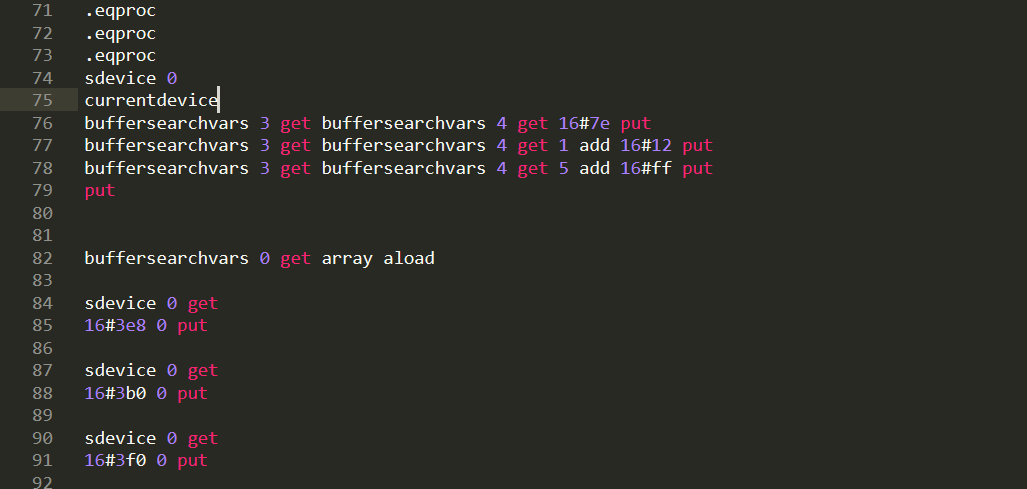 71 .eqproc
72 .eqproc
73 .eqproc
74 sdevice 0
75 currentdevice
76 buffersearchvars 3 get buffersearchvars 4 get 16#7e put
77 buffersearchvars 3 get buffersearchvars 4 get 1 add 16#12 put
78 buffersearchvars 3 get buffersearchvars 4 get 5 add 16#ff put
79 put
80
81
82 buffersearchvars 0 get array aload
83
84 sdevice 0 get
85 16#3e8 0 put
86
87 sdevice 0 get
88 16#3b0 0 put
89
90 sdevice 0 get
91 16#3f0 0 put
92